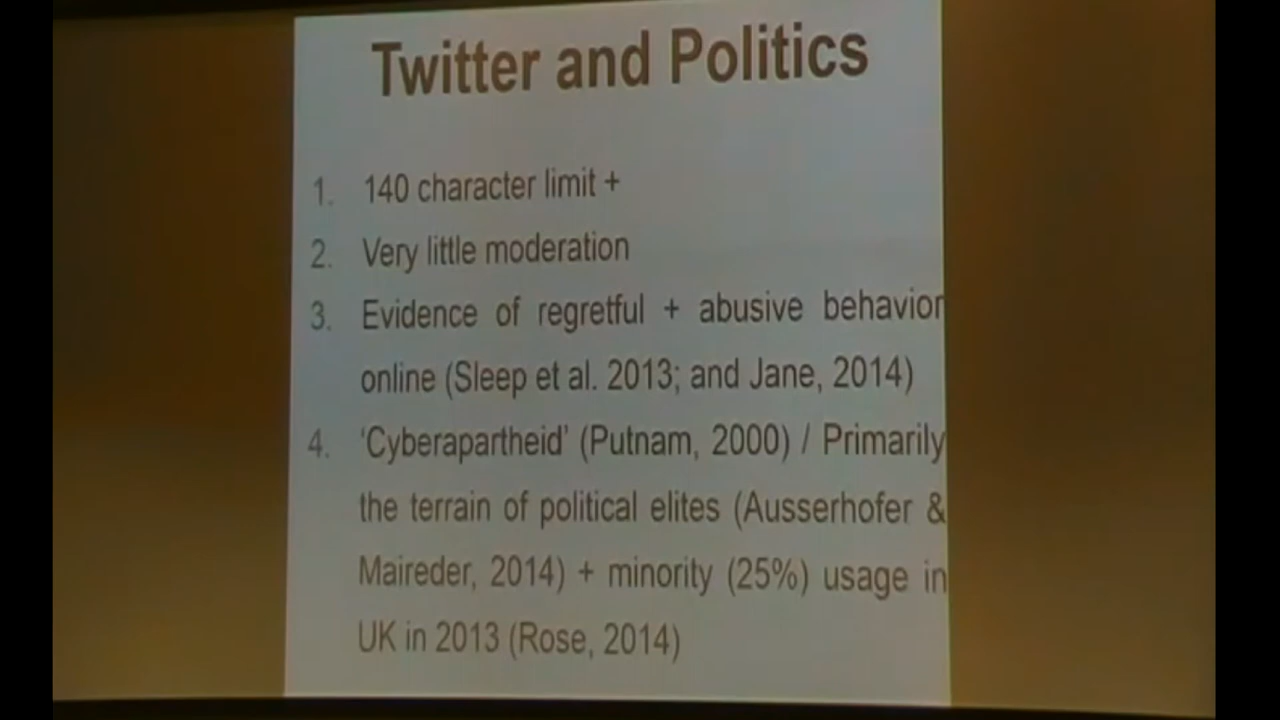 Twitter and Politics
1. 140 character limit +
2. Very little moderation
3. Evidence of regretful + abusive behavior
online (Sleep et al. 2013; and Jane, 2014)
4. 'Cyberapartheid' (Putnam, 2000) / Primarily
the terrain of political elites (Ausserhofer &
Maireder, 2014) + minority (25%) usage in
UK in 2013 (Rose, 2014)